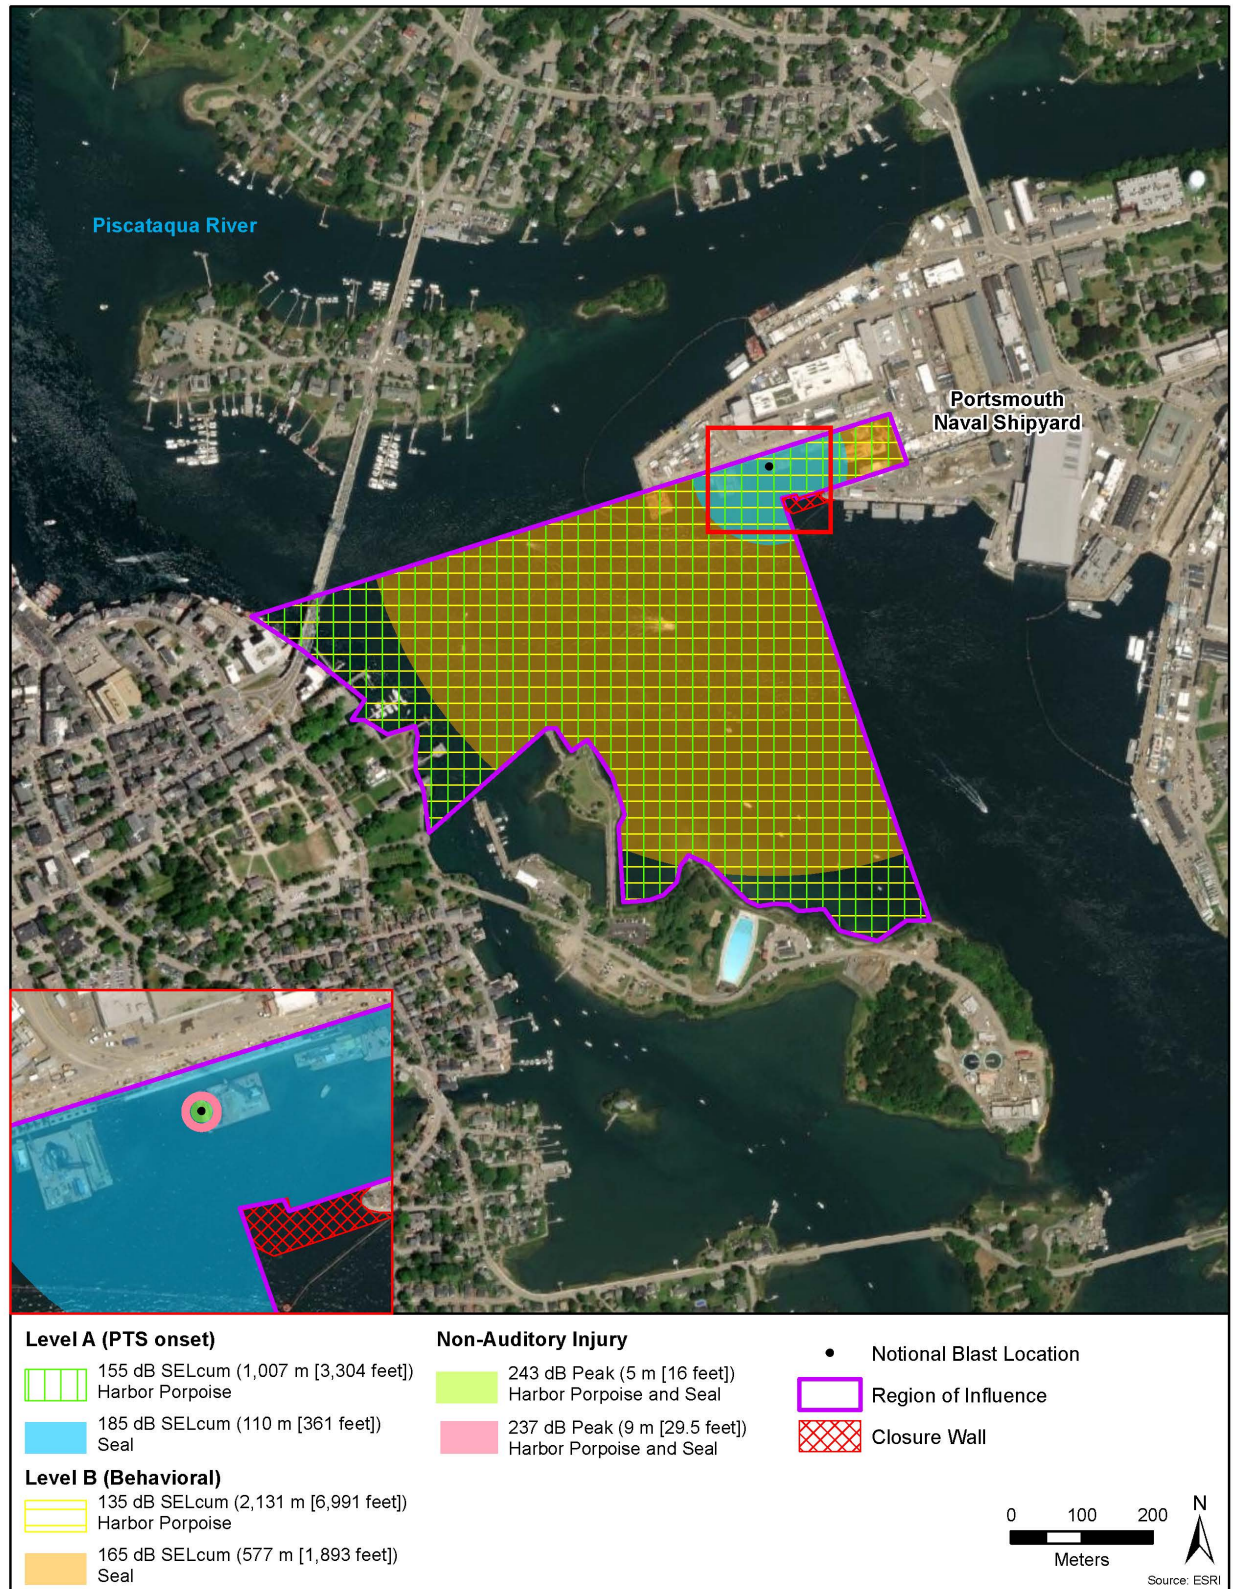 Piscataqua River
Portsmouth
Naval Shipyard
Level A (PTS onset)
155 dB SELcum (1,007 m [3,304 feet])
Harbor Porpoise
185 dB SELcum (110 m [361 feet])
Seal
Level B (Behavioral)
135 dB SELcum (2,131 m [6,991 feet])
Harbor Porpoise
165 dB SELcum (577 m [1,893 feet])
Seal
Non-Auditory Injury
243 dB Peak (5 m [16 feet])
Harbor Porpoise and Seal
237 dB Peak (9 m [29.5 feet])
Harbor Porpoise and Seal
Notional Blast Location
Region of Influence
Closure Wall
0 100 200
Meters
N
Source: ESRI